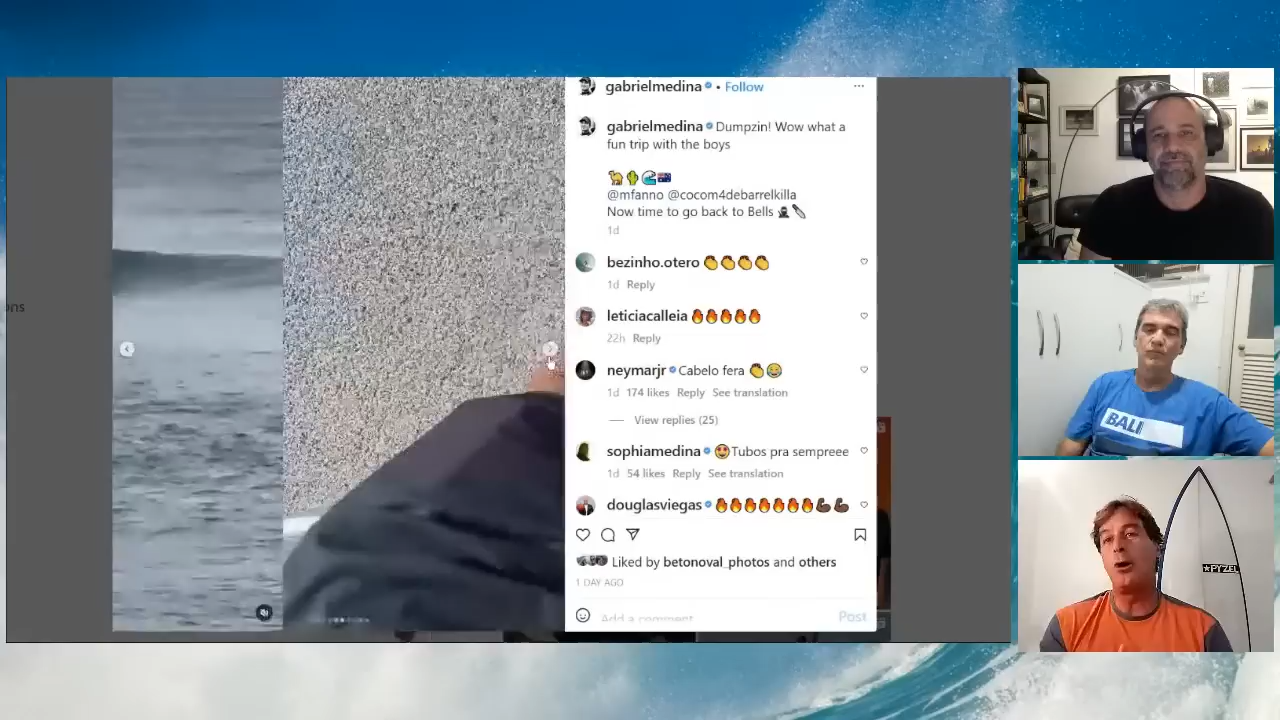 gabrielmedina • Follow
gabrielmedina Dumpzin! Wow what a
fun trip with the boys
🐪🌵🌊🇦🇺
@mfanno @cocom4debarrelkilla
Now time to go back to Bells 🥷🔪
1d
bezinho.otero 👏👏👏👏
1d Reply
leticiacalleia 🔥🔥🔥🔥🔥
22h Reply
neymarjr Cabelo fera 👏😂
1d 174 likes Reply See translation
View replies (25)
sophiamedina 😍Tubos pra sempreee
1d 54 likes Reply See translation
douglasviegas 🔥🔥🔥🔥🔥🔥🔥💪🏿💪🏿
Liked by betonoval_photos and others
1 DAY AGO
Add a comment
Post
ons
BALI
★PYZEL